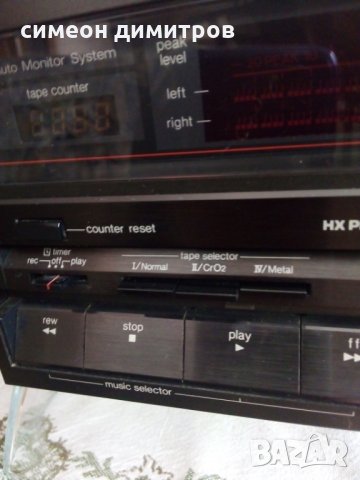 симеон димитров
uto Monitor System
peak
level
tape counter
left
right
counter reset
HX P
timer
rec off play
tape selector
I/Normal II/CrO2 IV/Metal
rew
stop
play
ff
music selector
BAZAR